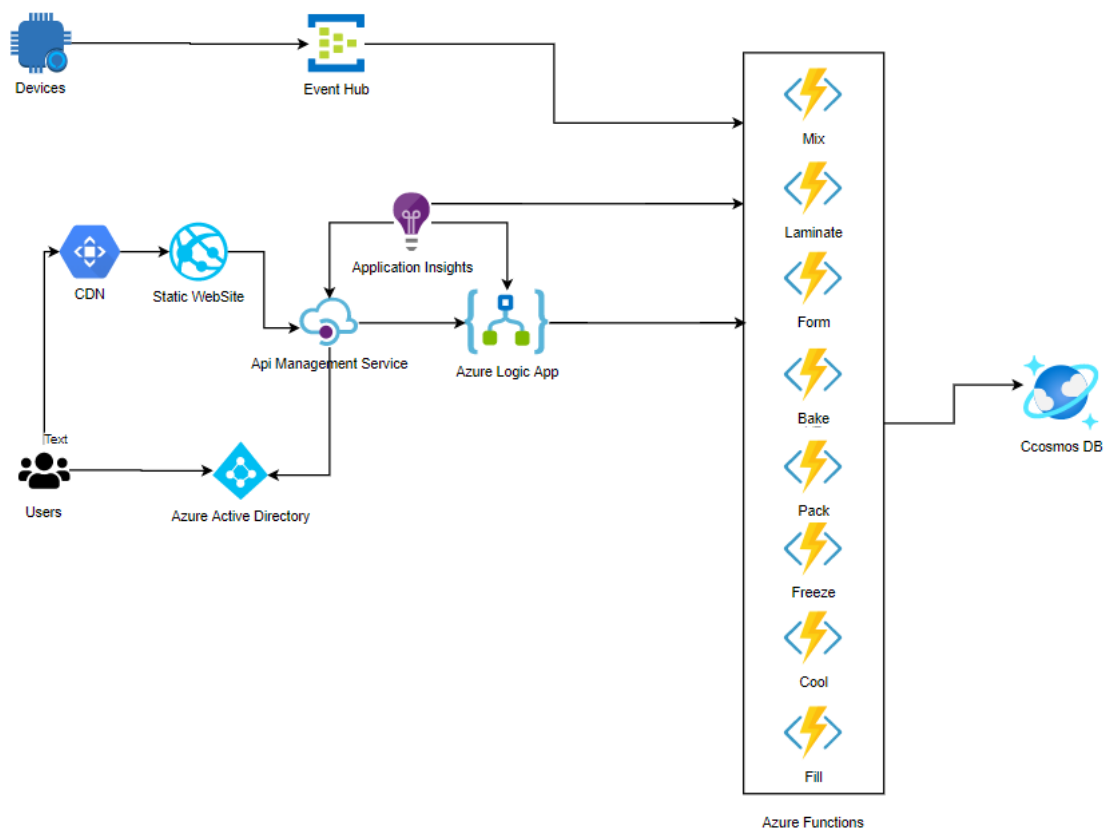 Devices
Event Hub
Mix
Laminate
Application Insights
CDN
Static WebSite
Form
Api Management Service
Azure Logic App
Bake
Text
Ccosmos DB
Users
Azure Active Directory
Pack
Freeze
Cool
Fill
Azure Functions